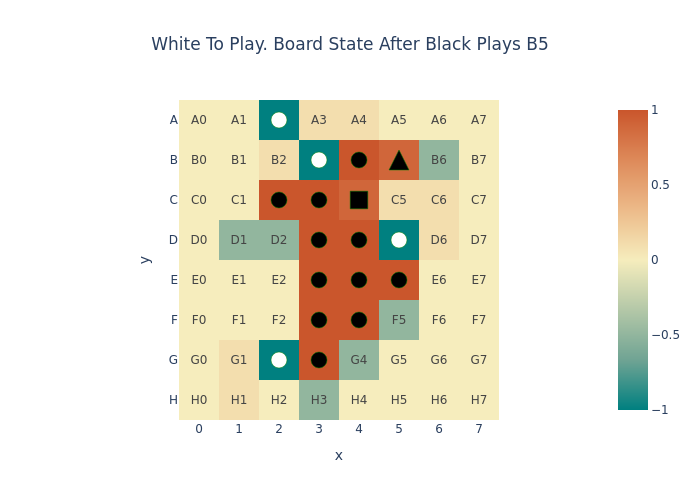 White To Play. Board State After Black Plays B5
A A0 A1 A3 A4 A5 A6 A7
B B0 B1 B2 B6 B7
C C0 C1 C5 C6 C7
D D0 D1 D2 D6 D7
E E0 E1 E2 E6 E7
F F0 F1 F2 F5 F6 F7
G G0 G1 G4 G5 G6 G7
H H0 H1 H2 H3 H4 H5 H6 H7
0 1 2 3 4 5 6 7
x
y
1
0.5
0
−0.5
−1